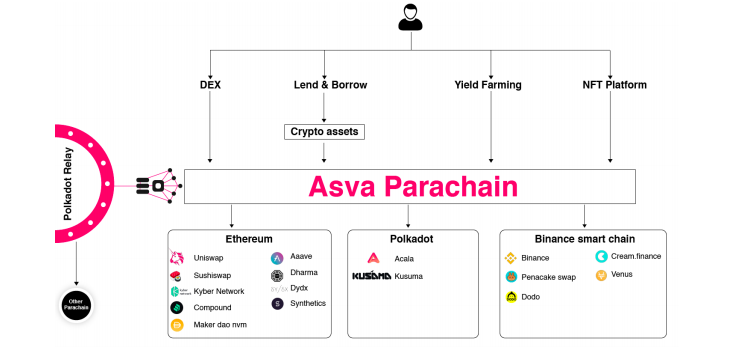 DEX
Lend & Borrow
Yield Farming
NFT Platform
Crypto assets
Polkadot Relay
Asva Parachain
Other
Parachain
Ethereum
Uniswap
Sushiswap
Kyber Network
Compound
Maker dao nvm
Aaave
Dharma
Dydx
Synthetics
Polkadot
Acala
KUSAMA
Kusuma
Binance smart chain
Binance
Penacake swap
Dodo
Cream.finance
Venus